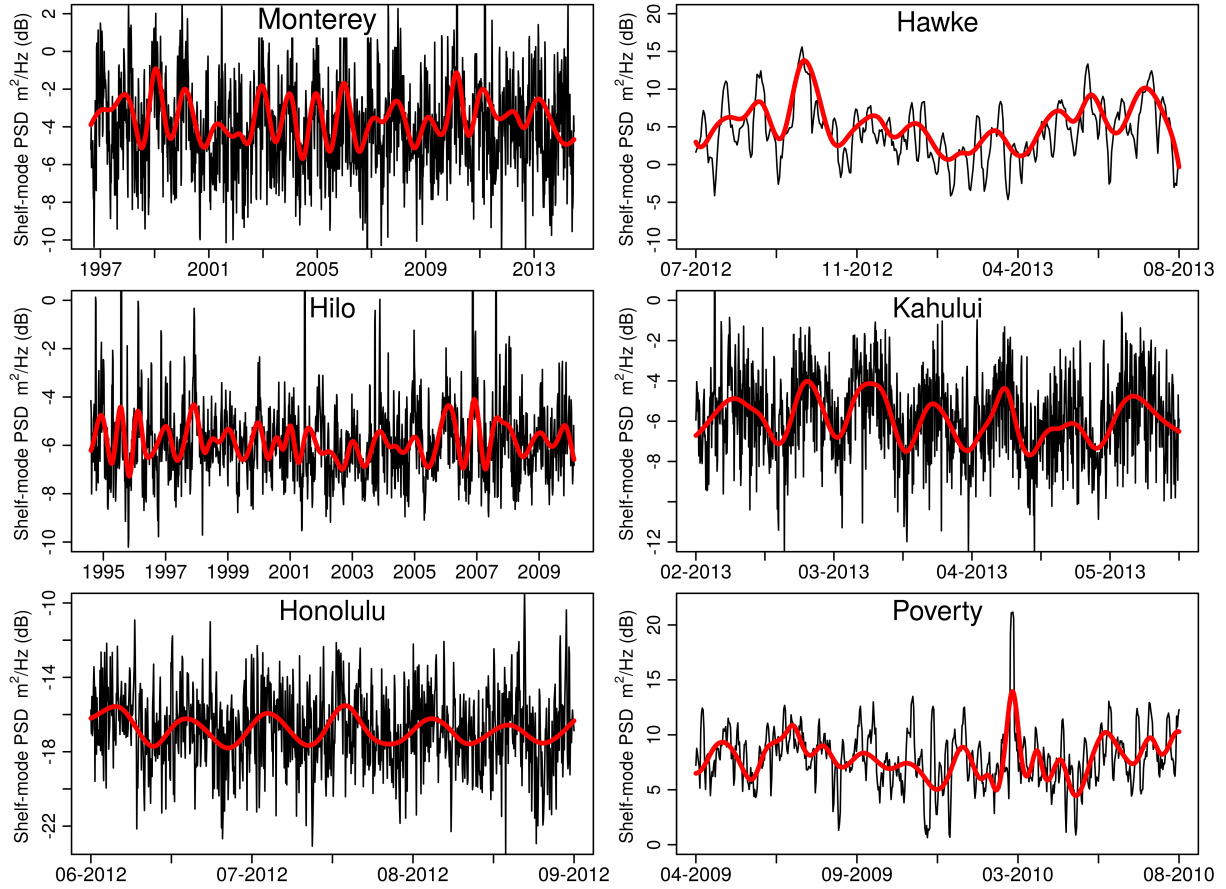 Monterey
Shelf-mode PSD m²/Hz (dB)
2
0
-2
-4
-6
-8
-10
1997 2001 2005 2009 2013
Hawke
Shelf-mode PSD m²/Hz (dB)
20
15
10
5
0
-5
-10
07-2012 11-2012 04-2013 08-2013
Hilo
Shelf-mode PSD m²/Hz (dB)
0
-2
-4
-6
-8
-10
1995 1997 1999 2001 2003 2005 2007 2009
Kahului
Shelf-mode PSD m²/Hz (dB)
0
-2
-4
-6
-8
-12
02-2013 03-2013 04-2013 05-2013
Honolulu
Shelf-mode PSD m²/Hz (dB)
-10
-14
-18
-22
06-2012 07-2012 08-2012 09-2012
Poverty
Shelf-mode PSD m²/Hz (dB)
20
15
10
5
0
04-2009 09-2009 03-2010 08-2010